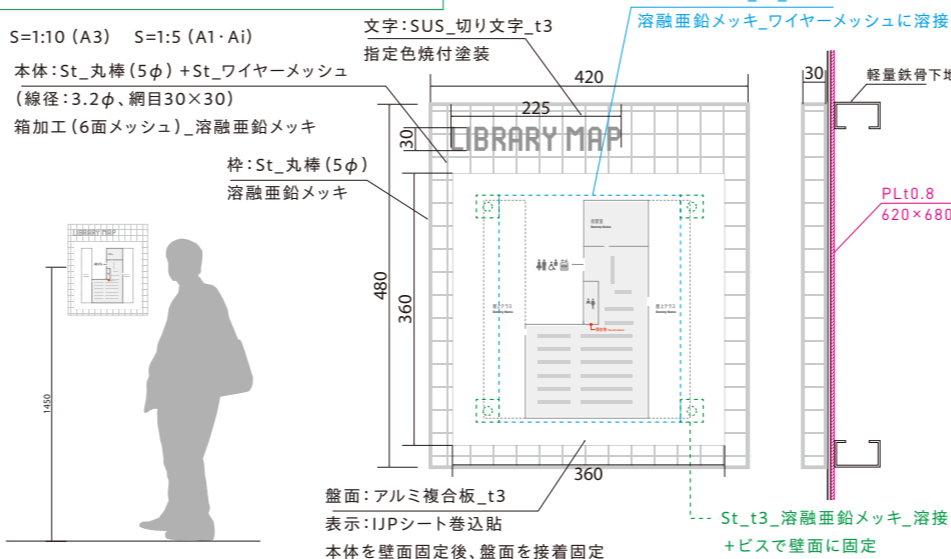 S=1:10 (A3) S=1:5 (A1·Ai)
本体:St_丸棒(5φ)+St_ワイヤーメッシュ
(線径:3.2φ、網目30×30)
箱加工(6面メッシュ)_溶融亜鉛メッキ
文字:SUS_切り文字_t3
指定色焼付塗装
枠:St_丸棒(5φ)
溶融亜鉛メッキ
溶融亜鉛メッキ_ワイヤーメッシュに溶接
420
225
30
LIBRARY MAP
480
360
360
30
軽量鉄骨下地
PLt0.8
620×680
LIBRARY MAP
1450
盤面:アルミ複合板_t3
表示:IJPシート巻込貼
本体を壁面固定後、盤面を接着固定
St_t3_溶融亜鉛メッキ_溶接
+ビスで壁面に固定